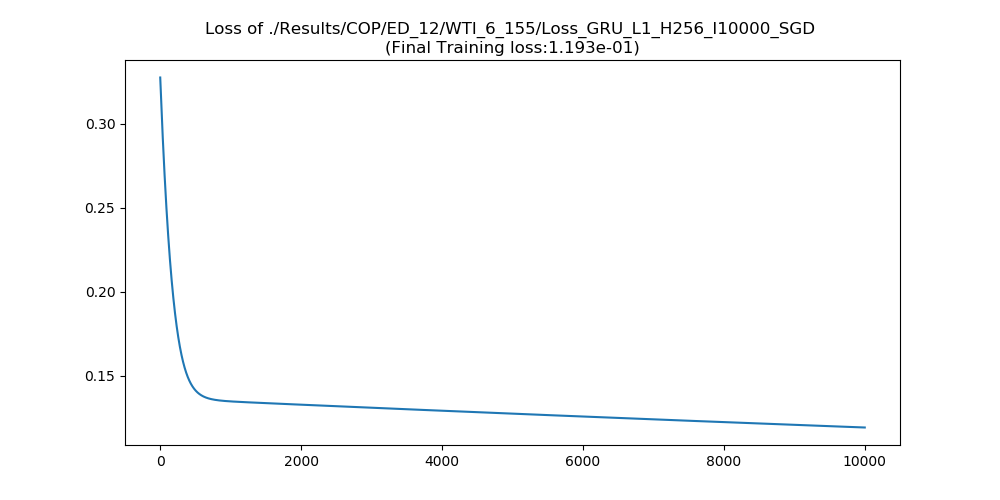 Loss of ./Results/COP/ED_12/WTI_6_155/Loss_GRU_L1_H256_I10000_SGD
(Final Training loss:1.193e-01)
0.30
0.25
0.20
0.15
0 2000 4000 6000 8000 10000